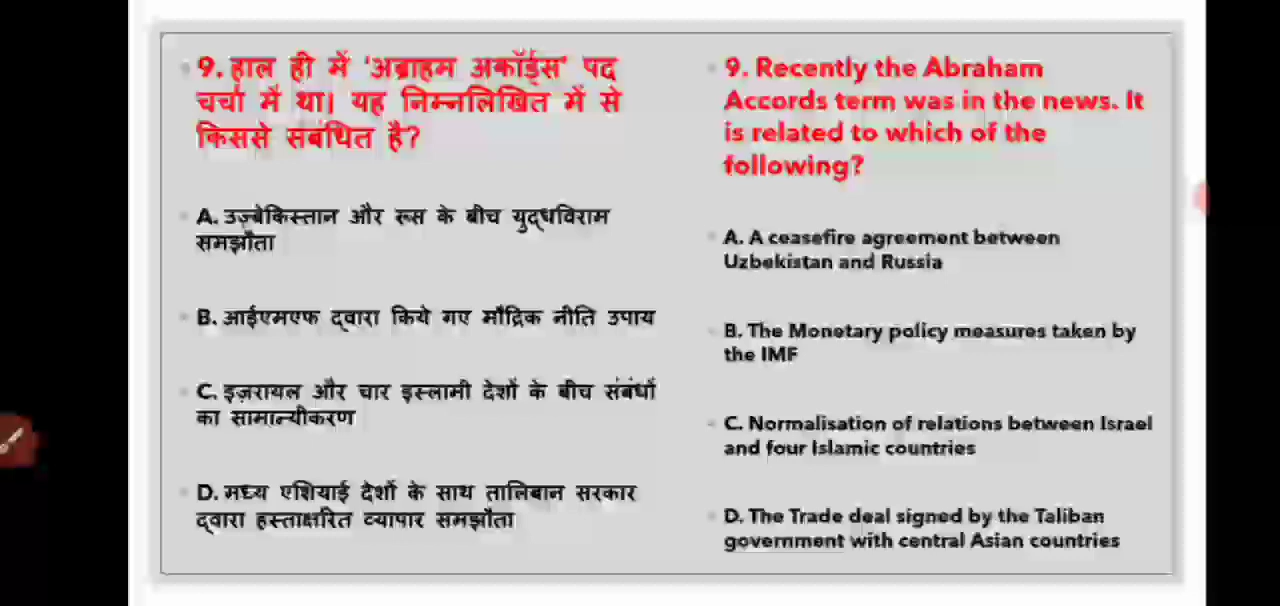 9. हाल ही में 'अब्राहम अकॉर्ड्स' पद
चर्चा में था। यह निम्नलिखित में से
किससे संबंधित है?
A. उज़्बेकिस्तान और रूस के बीच युद्धविराम
समझौता
B. आईएमएफ द्वारा किये गए मौद्रिक नीति उपाय
C. इज़रायल और चार इस्लामी देशों के बीच संबंधों
का सामान्यीकरण
D. मध्य एशियाई देशों के साथ तालिबान सरकार
द्वारा हस्ताक्षरित व्यापार समझौता
9. Recently the Abraham
Accords term was in the news. It
is related to which of the
following?
A. A ceasefire agreement between
Uzbekistan and Russia
B. The Monetary policy measures taken by
the IMF
C. Normalisation of relations between Israel
and four Islamic countries
D. The Trade deal signed by the Taliban
government with central Asian countries